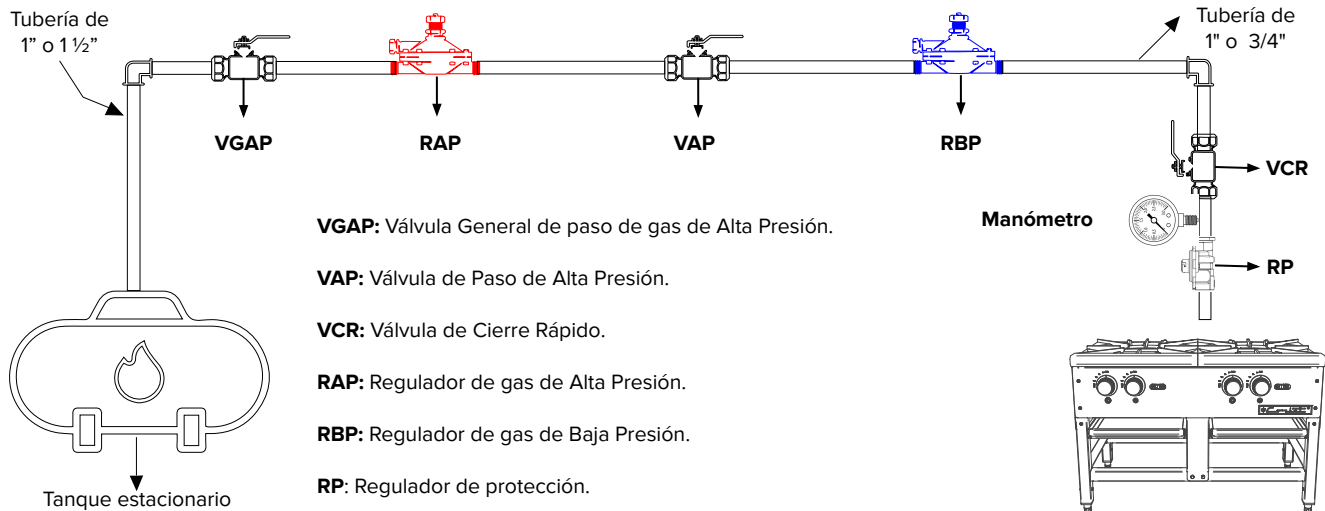 Tubería de
1" o 1 ½"
Tubería de
1" o 3/4"
VGAP
RAP
VAP
RBP
VCR
Manómetro
RP
VGAP: Válvula General de paso de gas de Alta Presión.
VAP: Válvula de Paso de Alta Presión.
VCR: Válvula de Cierre Rápido.
RAP: Regulador de gas de Alta Presión.
RBP: Regulador de gas de Baja Presión.
RP: Regulador de protección.
Tanque estacionario